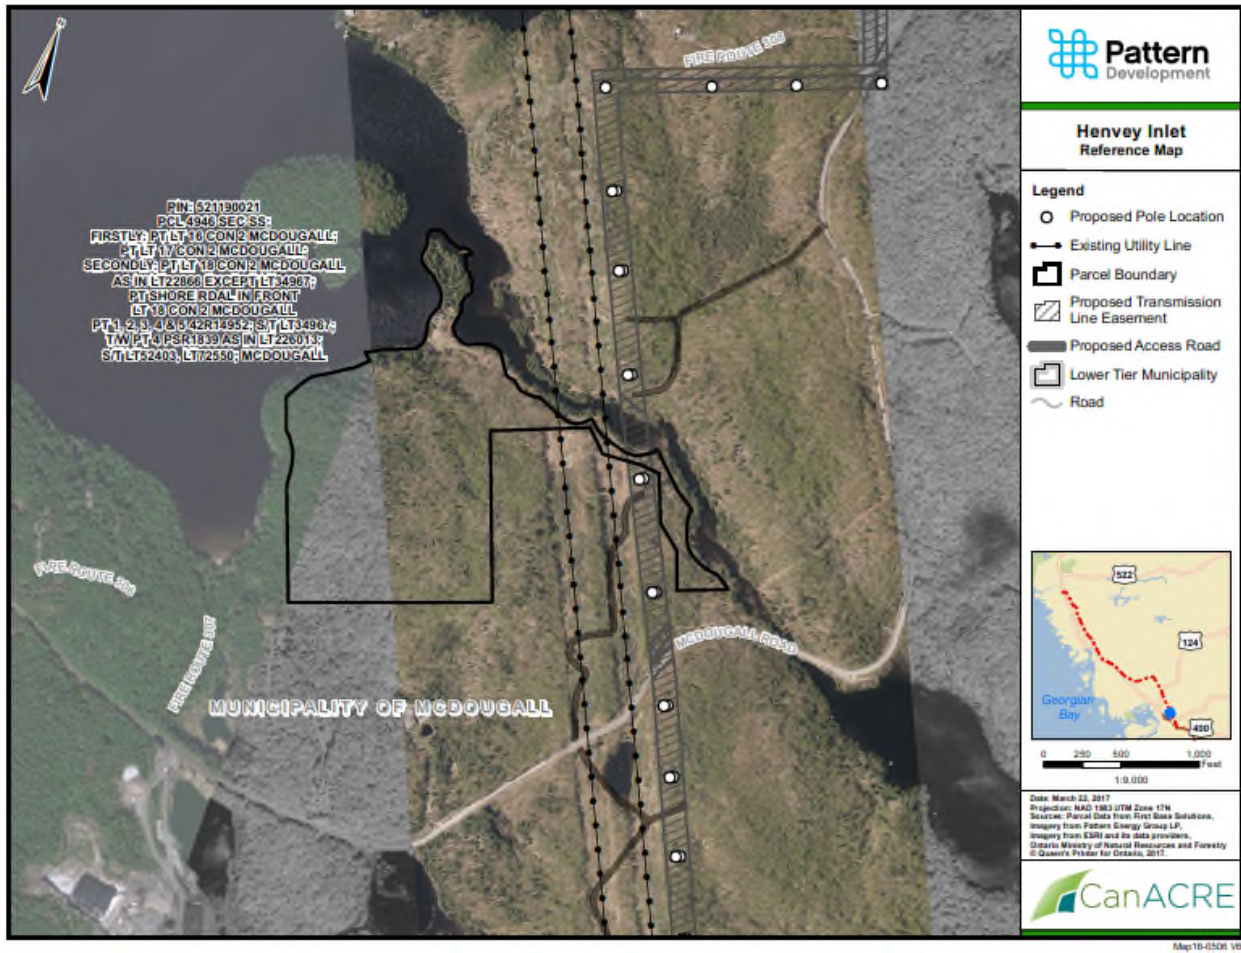 N
FIRE ROUTE 308
PIN: 521190021
PCL 4946 SEC SS;
FIRSTLY: PT LT 16 CON 2 MCDOUGALL;
PT LT 17 CON 2 MCDOUGALL;
SECONDLY: PT LT 18 CON 2 MCDOUGALL
AS IN LT22866 EXCEPT LT34967;
PT SHORE RDAL IN FRONT
LT 18 CON 2 MCDOUGALL
PT 1, 2, 3, 4 & 5 42R14952; S/T LT34967;
T/W PT 4 PSR1839 AS IN LT226013;
S/T LT52403, LT72550; MCDOUGALL
FIRE ROUTE
FIRE ROUTE 307
MCDOUGALL ROAD
MUNICIPALITY OF MCDOUGALL
Pattern
Development
Henvey Inlet
Reference Map
Legend
Proposed Pole Location
Existing Utility Line
Parcel Boundary
Proposed Transmission
Line Easement
Proposed Access Road
Lower Tier Municipality
Road
522
124
Georgian
Bay
400
0 250 500 1,000
Feet
1:9,000
Date: March 22, 2017
Projection: NAD 1983 UTM Zone 17N
Sources: Parcel Data from First Base Solutions,
Imagery from Pattern Energy Group LP,
Imagery from ESRI and its data providers,
Ontario Ministry of Natural Resources and Forestry
© Queen's Printer for Ontario, 2017.
CanACRE
Map16-0506 V6